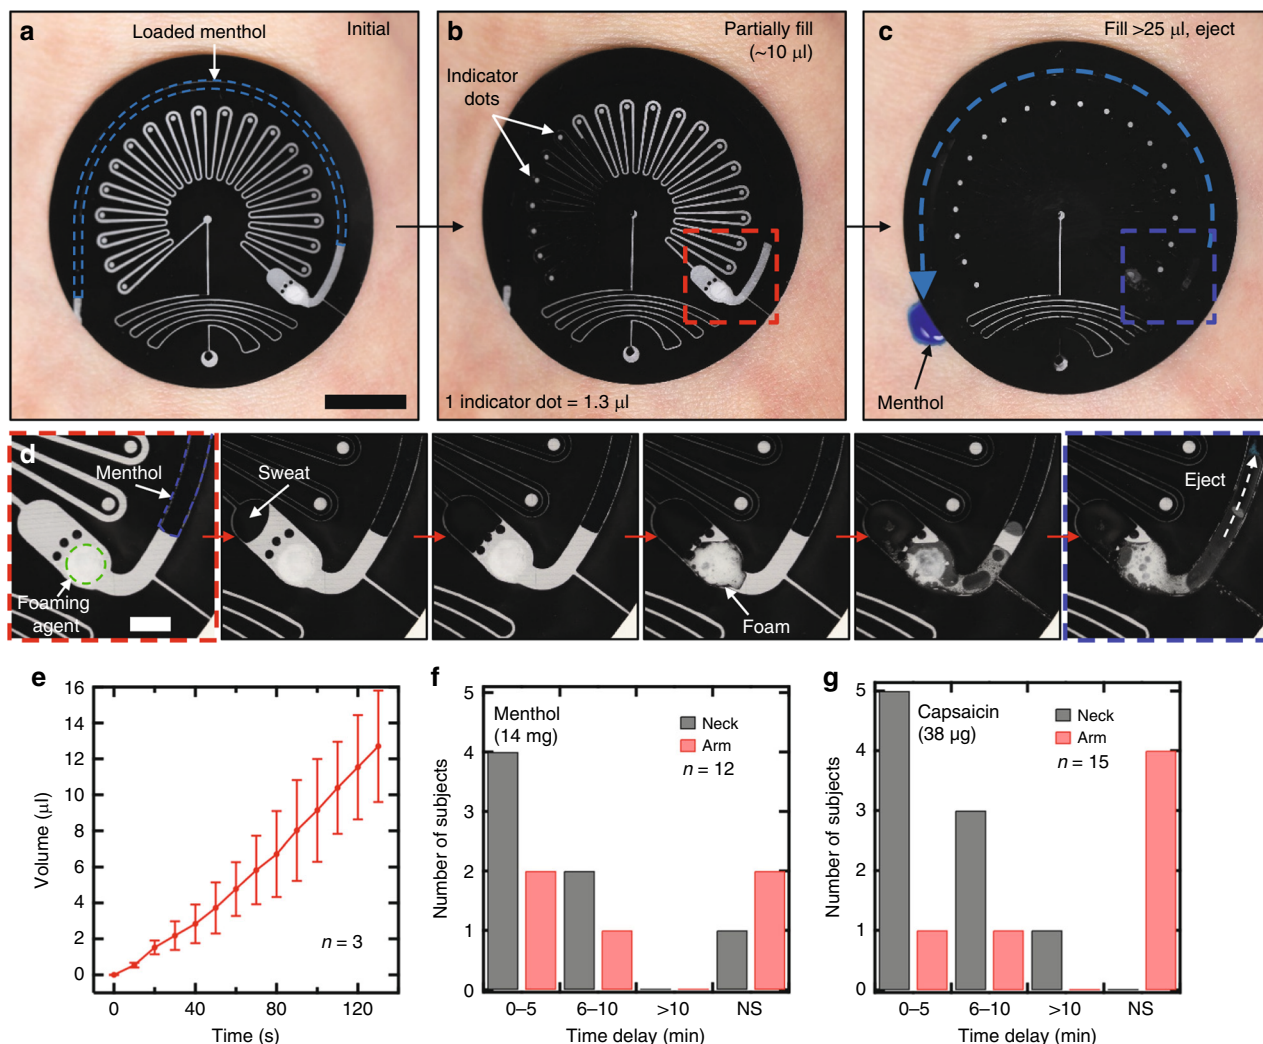 a
Loaded menthol
Initial
b
Partially fill
(~10 µl)
Indicator
dots
1 indicator dot = 1.3 µl
c
Fill >25 µl, eject
Menthol
d
Menthol
Foaming
agent
Sweat
Foam
Eject
e
16
14
12
10
8
6
4
2
0
Volume (µl)
n = 3
0
40
80
120
Time (s)
f
5
4
3
2
1
0
Number of subjects
Menthol
(14 mg)
Neck
Arm
n = 12
0–5
6–10
>10
NS
Time delay (min)
g
5
4
3
2
1
0
Number of subjects
Capsaicin
(38 µg)
Neck
Arm
n = 15
0–5
6–10
>10
NS
Time delay (min)